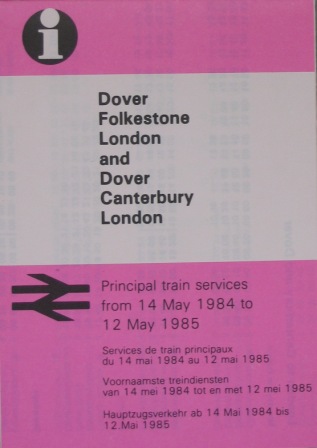 i
Dover
Folkestone
London
and
Dover
Canterbury
London
Principal train services
from 14 May 1984 to
12 May 1985
Services de train principaux
du 14 mai 1984 au 12 mai 1985
Voornaamste treindiensten
van 14 mei 1984 tot en met 12 mei 1985
Hauptzugsverkehr ab 14 Mai 1984 bis
12.Mai 1985